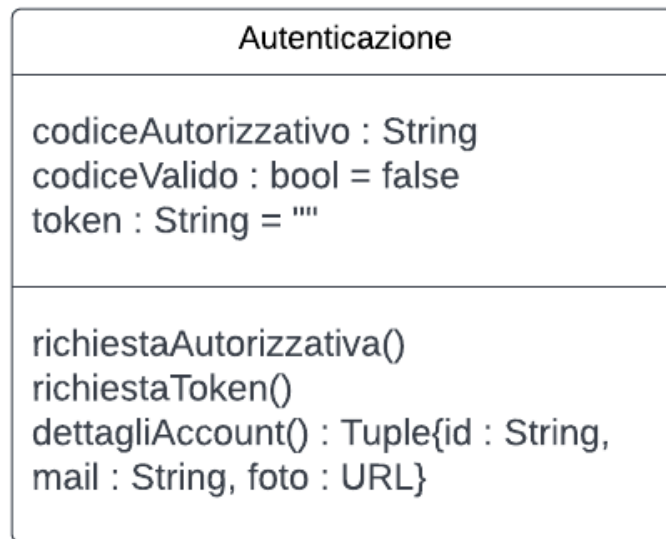 Autenticazione
codiceAutorizzativo : String
codiceValido : bool = false
token : String = ""
richiestaAutorizzativa()
richiestaToken()
dettagliAccount() : Tuple{id : String,
mail : String, foto : URL}